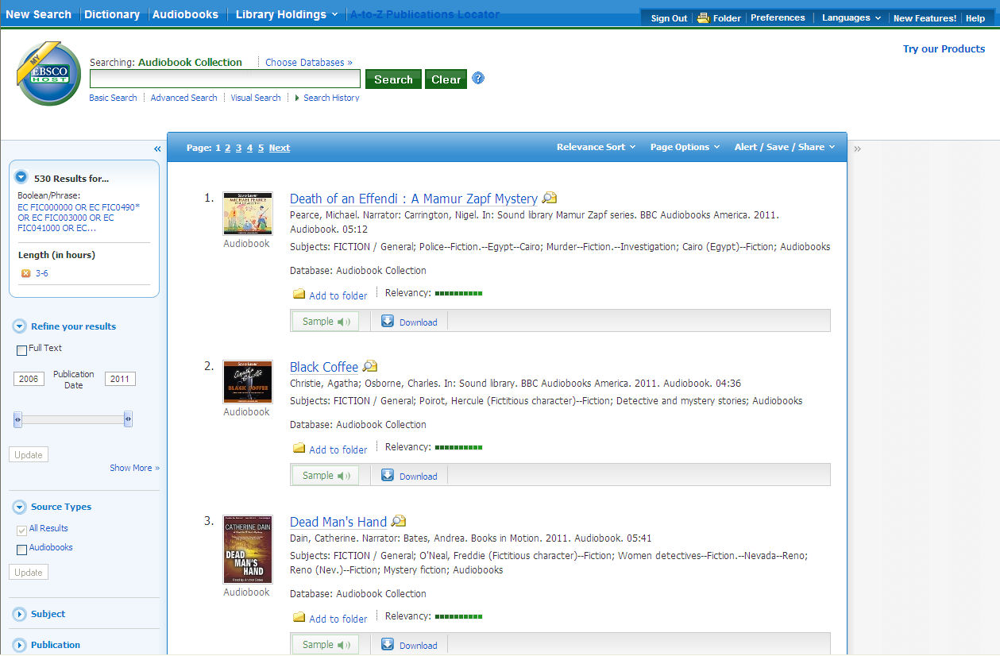 New Search Dictionary Audiobooks Library Holdings A-to-Z Publications Locator
Sign Out Folder Preferences Languages New Features! Help
Try our Products
MY
EBSCO
HOST
Searching: Audiobook Collection Choose Databases »
Search Clear ?
Basic Search Advanced Search Visual Search Search History
«
530 Results for...
Boolean/Phrase:
EC FIC000000 OR EC FIC0490*
OR EC FIC003000 OR EC
FIC041000 OR EC...
Length (in hours)
3-6
Refine your results
Full Text
2006 Publication Date 2011
Update
Show More »
Source Types
All Results
Audiobooks
Update
Subject
Publication
Page: 1 2 3 4 5 Next
Relevance Sort Page Options Alert / Save / Share
»
1.
MICHAEL PEARCE
Audiobook
Death of an Effendi : A Mamur Zapf Mystery
Pearce, Michael. Narrator: Carrington, Nigel. In: Sound library Mamur Zapf series. BBC Audiobooks America. 2011.
Audiobook. 05:12
Subjects: FICTION / General; Police--Fiction.--Egypt--Cairo; Murder--Fiction.--Investigation; Cairo (Egypt)--Fiction; Audiobooks
Database: Audiobook Collection
Add to folder Relevancy:
Sample Download
2.
Agatha Christie
BLACK COFFEE
Audiobook
Black Coffee
Christie, Agatha; Osborne, Charles. In: Sound library. BBC Audiobooks America. 2011. Audiobook. 04:36
Subjects: FICTION / General; Poirot, Hercule (Fictitious character)--Fiction; Detective and mystery stories; Audiobooks
Database: Audiobook Collection
Add to folder Relevancy:
Sample Download
3.
CATHERINE DAIN
DEAD
MAN'S
HAND
Read by Andrea Bates
Audiobook
Dead Man's Hand
Dain, Catherine. Narrator: Bates, Andrea. Books in Motion. 2011. Audiobook. 05:41
Subjects: FICTION / General; O'Neal, Freddie (Fictitious character)--Fiction; Women detectives--Fiction.--Nevada--Reno;
Reno (Nev.)--Fiction; Mystery fiction; Audiobooks
Database: Audiobook Collection
Add to folder Relevancy:
Sample Download